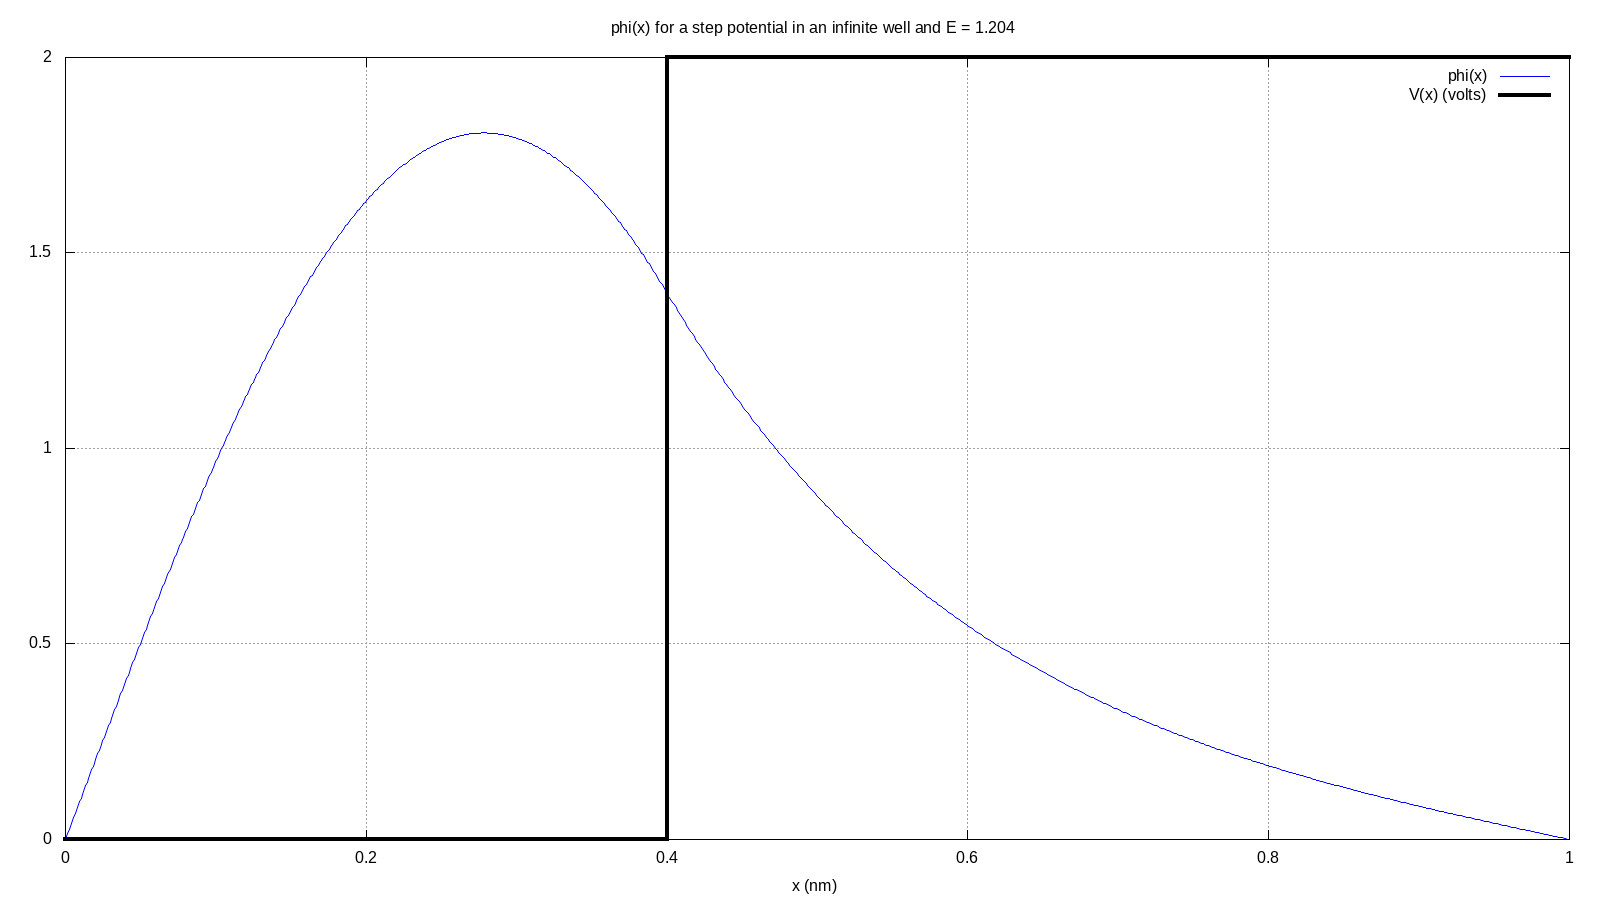 phi(x) for a step potential in an infinite well and E = 1.204
2
phi(x)
V(x) (volts)
1.5
1
0.5
0
0 0.2 0.4 0.6 0.8 1
x (nm)